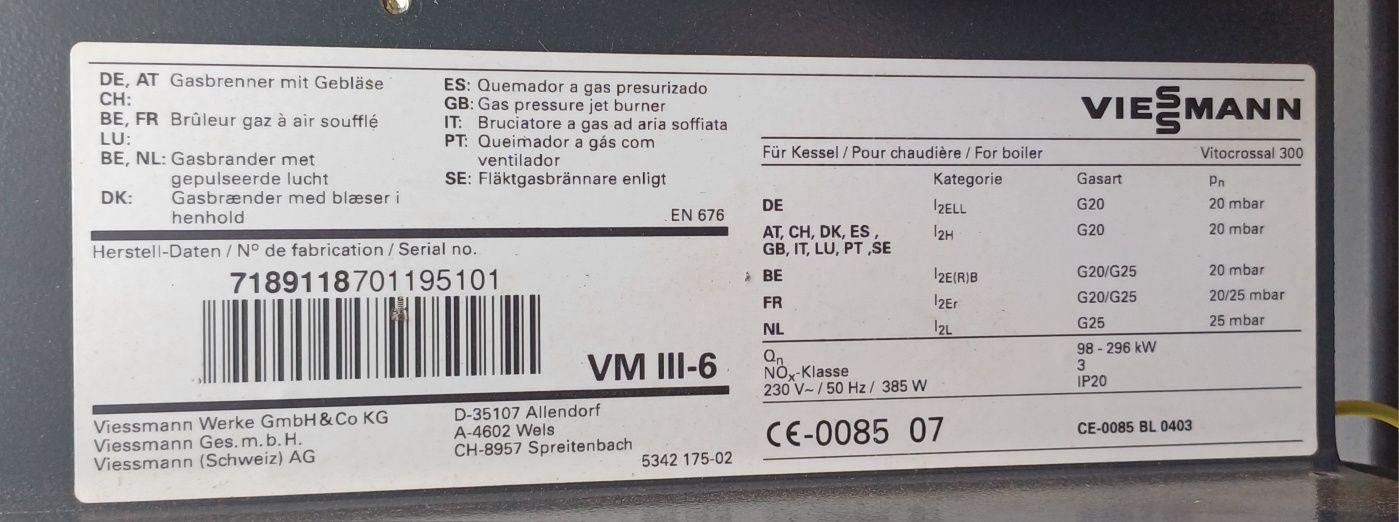 DE, AT Gasbrenner mit Gebläse
CH:
BE, FR Brûleur gaz à air soufflé
LU:
BE, NL: Gasbrander met
gepulseerde lucht
DK: Gasbrænder med blæser i
henhold
ES: Quemador a gas presurizado
GB: Gas pressure jet burner
IT: Bruciatore a gas ad aria soffiata
PT: Queimador a gás com
ventilador
SE: Fläktgasbrännare enligt
EN 676
Herstell-Daten / Nº de fabrication / Serial no.
7189118701195101
VM III-6
Viessmann Werke GmbH & Co KG
Viessmann Ges. m. b. H.
Viessmann (Schweiz) AG
D-35107 Allendorf
A-4602 Wels
CH-8957 Spreitenbach
5342 175-02
VIESSMANN
Für Kessel / Pour chaudière / For boiler Vitocrossal 300
Kategorie Gasart pn
DE I2ELL G20 20 mbar
AT, CH, DK, ES , I2H G20 20 mbar
GB, IT, LU, PT ,SE
BE I2E(R)B G20/G25 20 mbar
FR I2Er G20/G25 20/25 mbar
NL I2L G25 25 mbar
Qn 98 - 296 kW
NOx-Klasse 3
230 V~ / 50 Hz / 385 W IP20
CE-0085 07 CE-0085 BL 0403